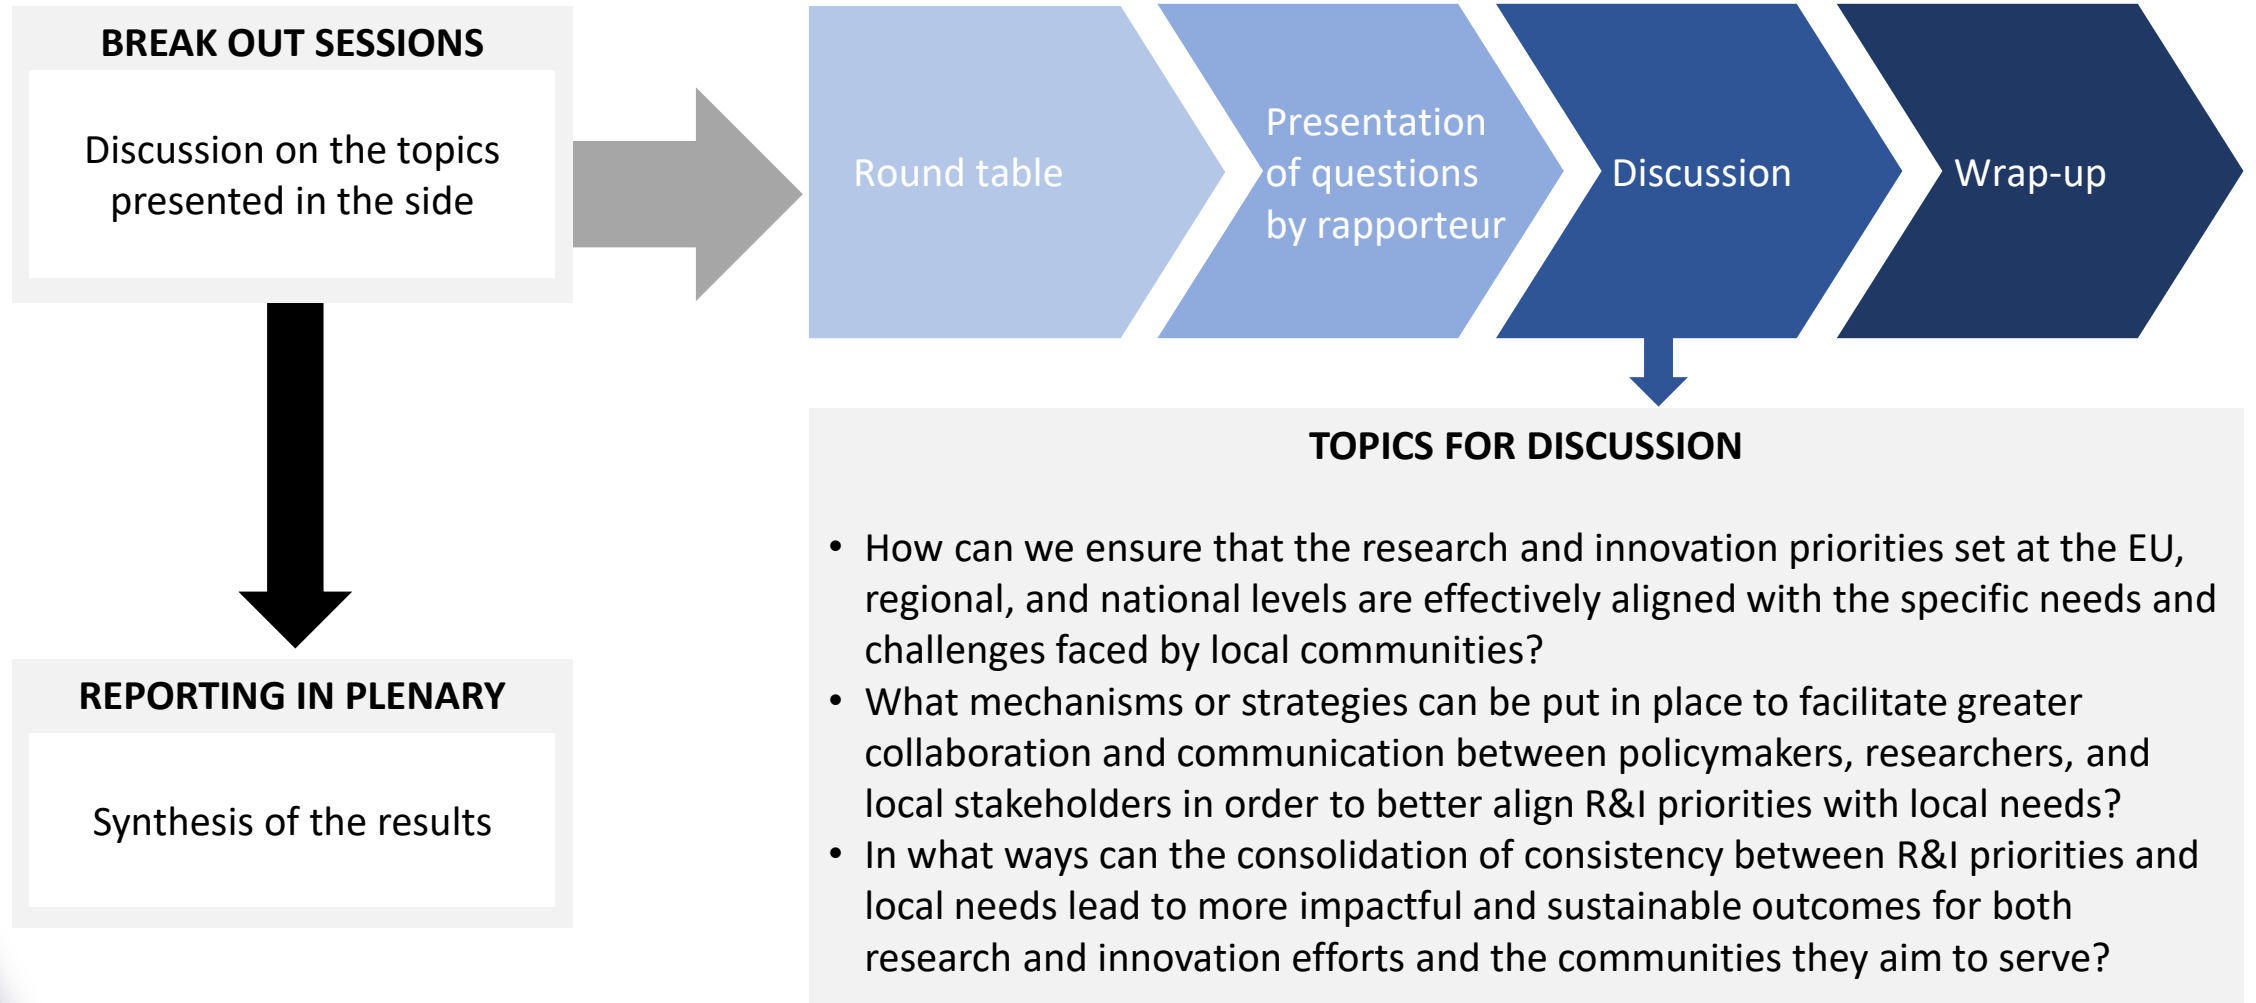 BREAK OUT SESSIONS
Discussion on the topics
presented in the side
Round table
Presentation
of questions
by rapporteur
Discussion
Wrap-up
REPORTING IN PLENARY
Synthesis of the results
TOPICS FOR DISCUSSION
• How can we ensure that the research and innovation priorities set at the EU,
regional, and national levels are effectively aligned with the specific needs and
challenges faced by local communities?
• What mechanisms or strategies can be put in place to facilitate greater
collaboration and communication between policymakers, researchers, and
local stakeholders in order to better align R&I priorities with local needs?
• In what ways can the consolidation of consistency between R&I priorities and
local needs lead to more impactful and sustainable outcomes for both
research and innovation efforts and the communities they aim to serve?